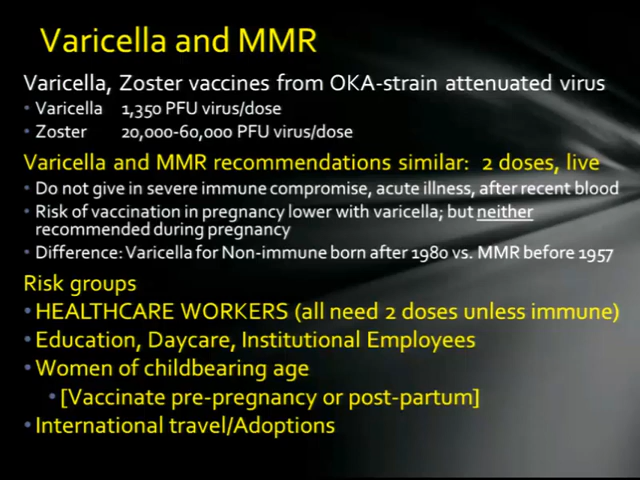 Varicella and MMR
Varicella, Zoster vaccines from OKA-strain attenuated virus
• Varicella 1,350 PFU virus/dose
• Zoster 20,000-60,000 PFU virus/dose
Varicella and MMR recommendations similar: 2 doses, live
• Do not give in severe immune compromise, acute illness, after recent blood
• Risk of vaccination in pregnancy lower with varicella; but neither
recommended during pregnancy
• Difference: Varicella for Non-immune born after 1980 vs. MMR before 1957
Risk groups
• HEALTHCARE WORKERS (all need 2 doses unless immune)
• Education, Daycare, Institutional Employees
• Women of childbearing age
• [Vaccinate pre-pregnancy or post-partum]
• International travel/Adoptions